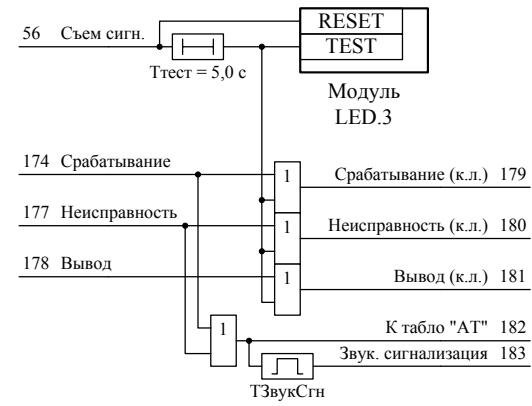 RESET
56 Съем сигн.
TEST
Tтест = 5,0 с
Модуль
LED.3
174 Срабатывание
1
Срабатывание (к.л.) 179
177 Неисправность
1
Неисправность (к.л.) 180
178 Вывод
1
Вывод (к.л.) 181
1
К табло "АТ" 182
Звук. сигнализация 183
ТЗвукСгн